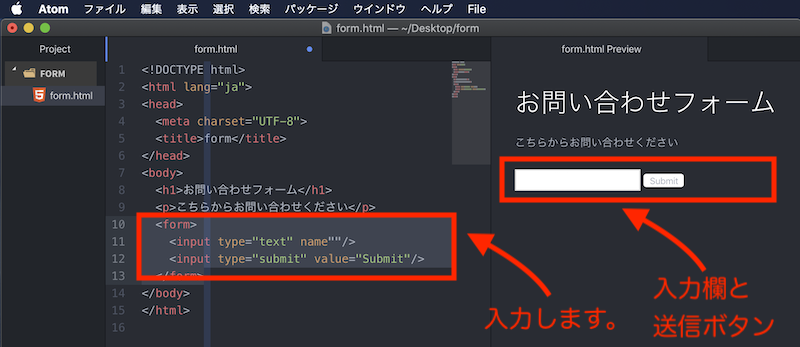 Atom ファイル 編集 表示 選択 検索 パッケージ ウインドウ ヘルプ File
form.html — ~/Desktop/form
Project
form.html
form.html Preview
FORM
form.html
1 <!DOCTYPE html>
2 <html lang="ja">
3 <head>
4 <meta charset="UTF-8">
5 <title>form</title>
6 </head>
7 <body>
8 <h1>お問い合わせフォーム</h1>
9 <p>こちらからお問い合わせください</p>
10 <form>
11 <input type="text" name""/>
12 <input type="submit" value="Submit"/>
13 </form>
14 </body>
15 </html>
16
お問い合わせフォーム
こちらからお問い合わせください
Submit
入力します。
入力欄と
送信ボタン